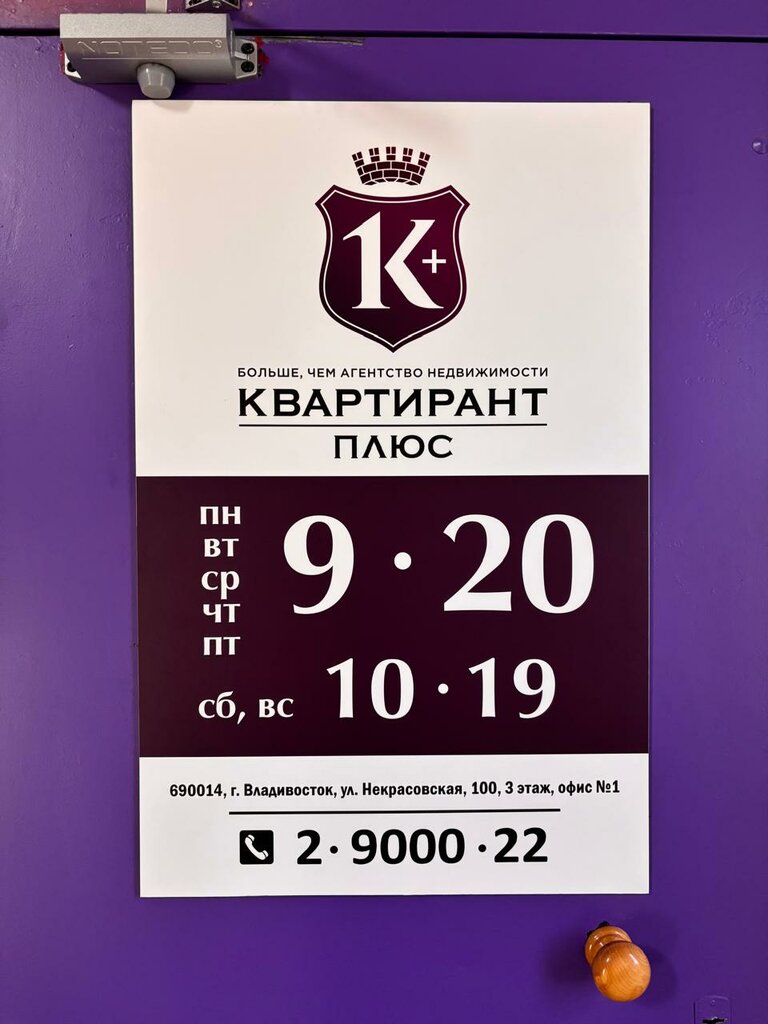 NOTEDO
K+
БОЛЬШЕ, ЧЕМ АГЕНТСТВО НЕДВИЖИМОСТИ
КВАРТИРАНТ
ПЛЮС
пн
вт
ср
чт
пт
9 · 20
сб, вс 10 · 19
690014, г. Владивосток, ул. Некрасовская, 100, 3 этаж, офис №1
2 · 9000 · 22